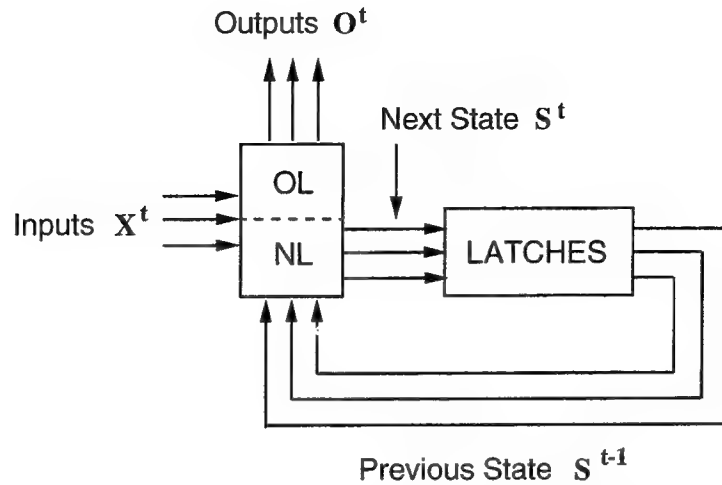 Outputs O^t
Next State S^t
OL
Inputs X^t
NL
LATCHES
Previous State S^t-1